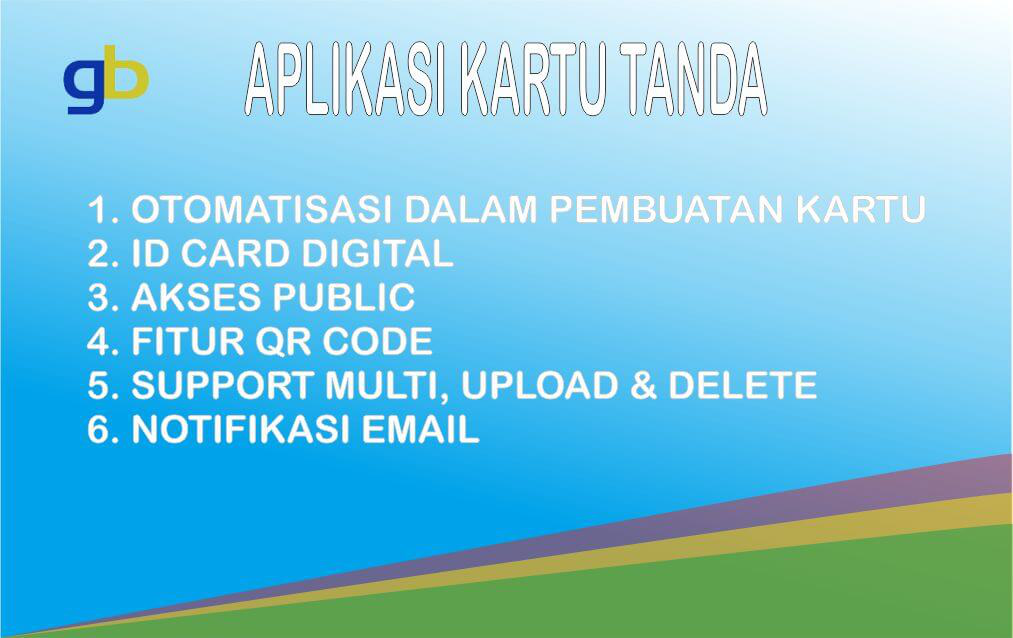 gb
APLIKASI KARTU TANDA
1. OTOMATISASI DALAM PEMBUATAN KARTU
2. ID CARD DIGITAL
3. AKSES PUBLIC
4. FITUR QR CODE
5. SUPPORT MULTI, UPLOAD & DELETE
6. NOTIFIKASI EMAIL